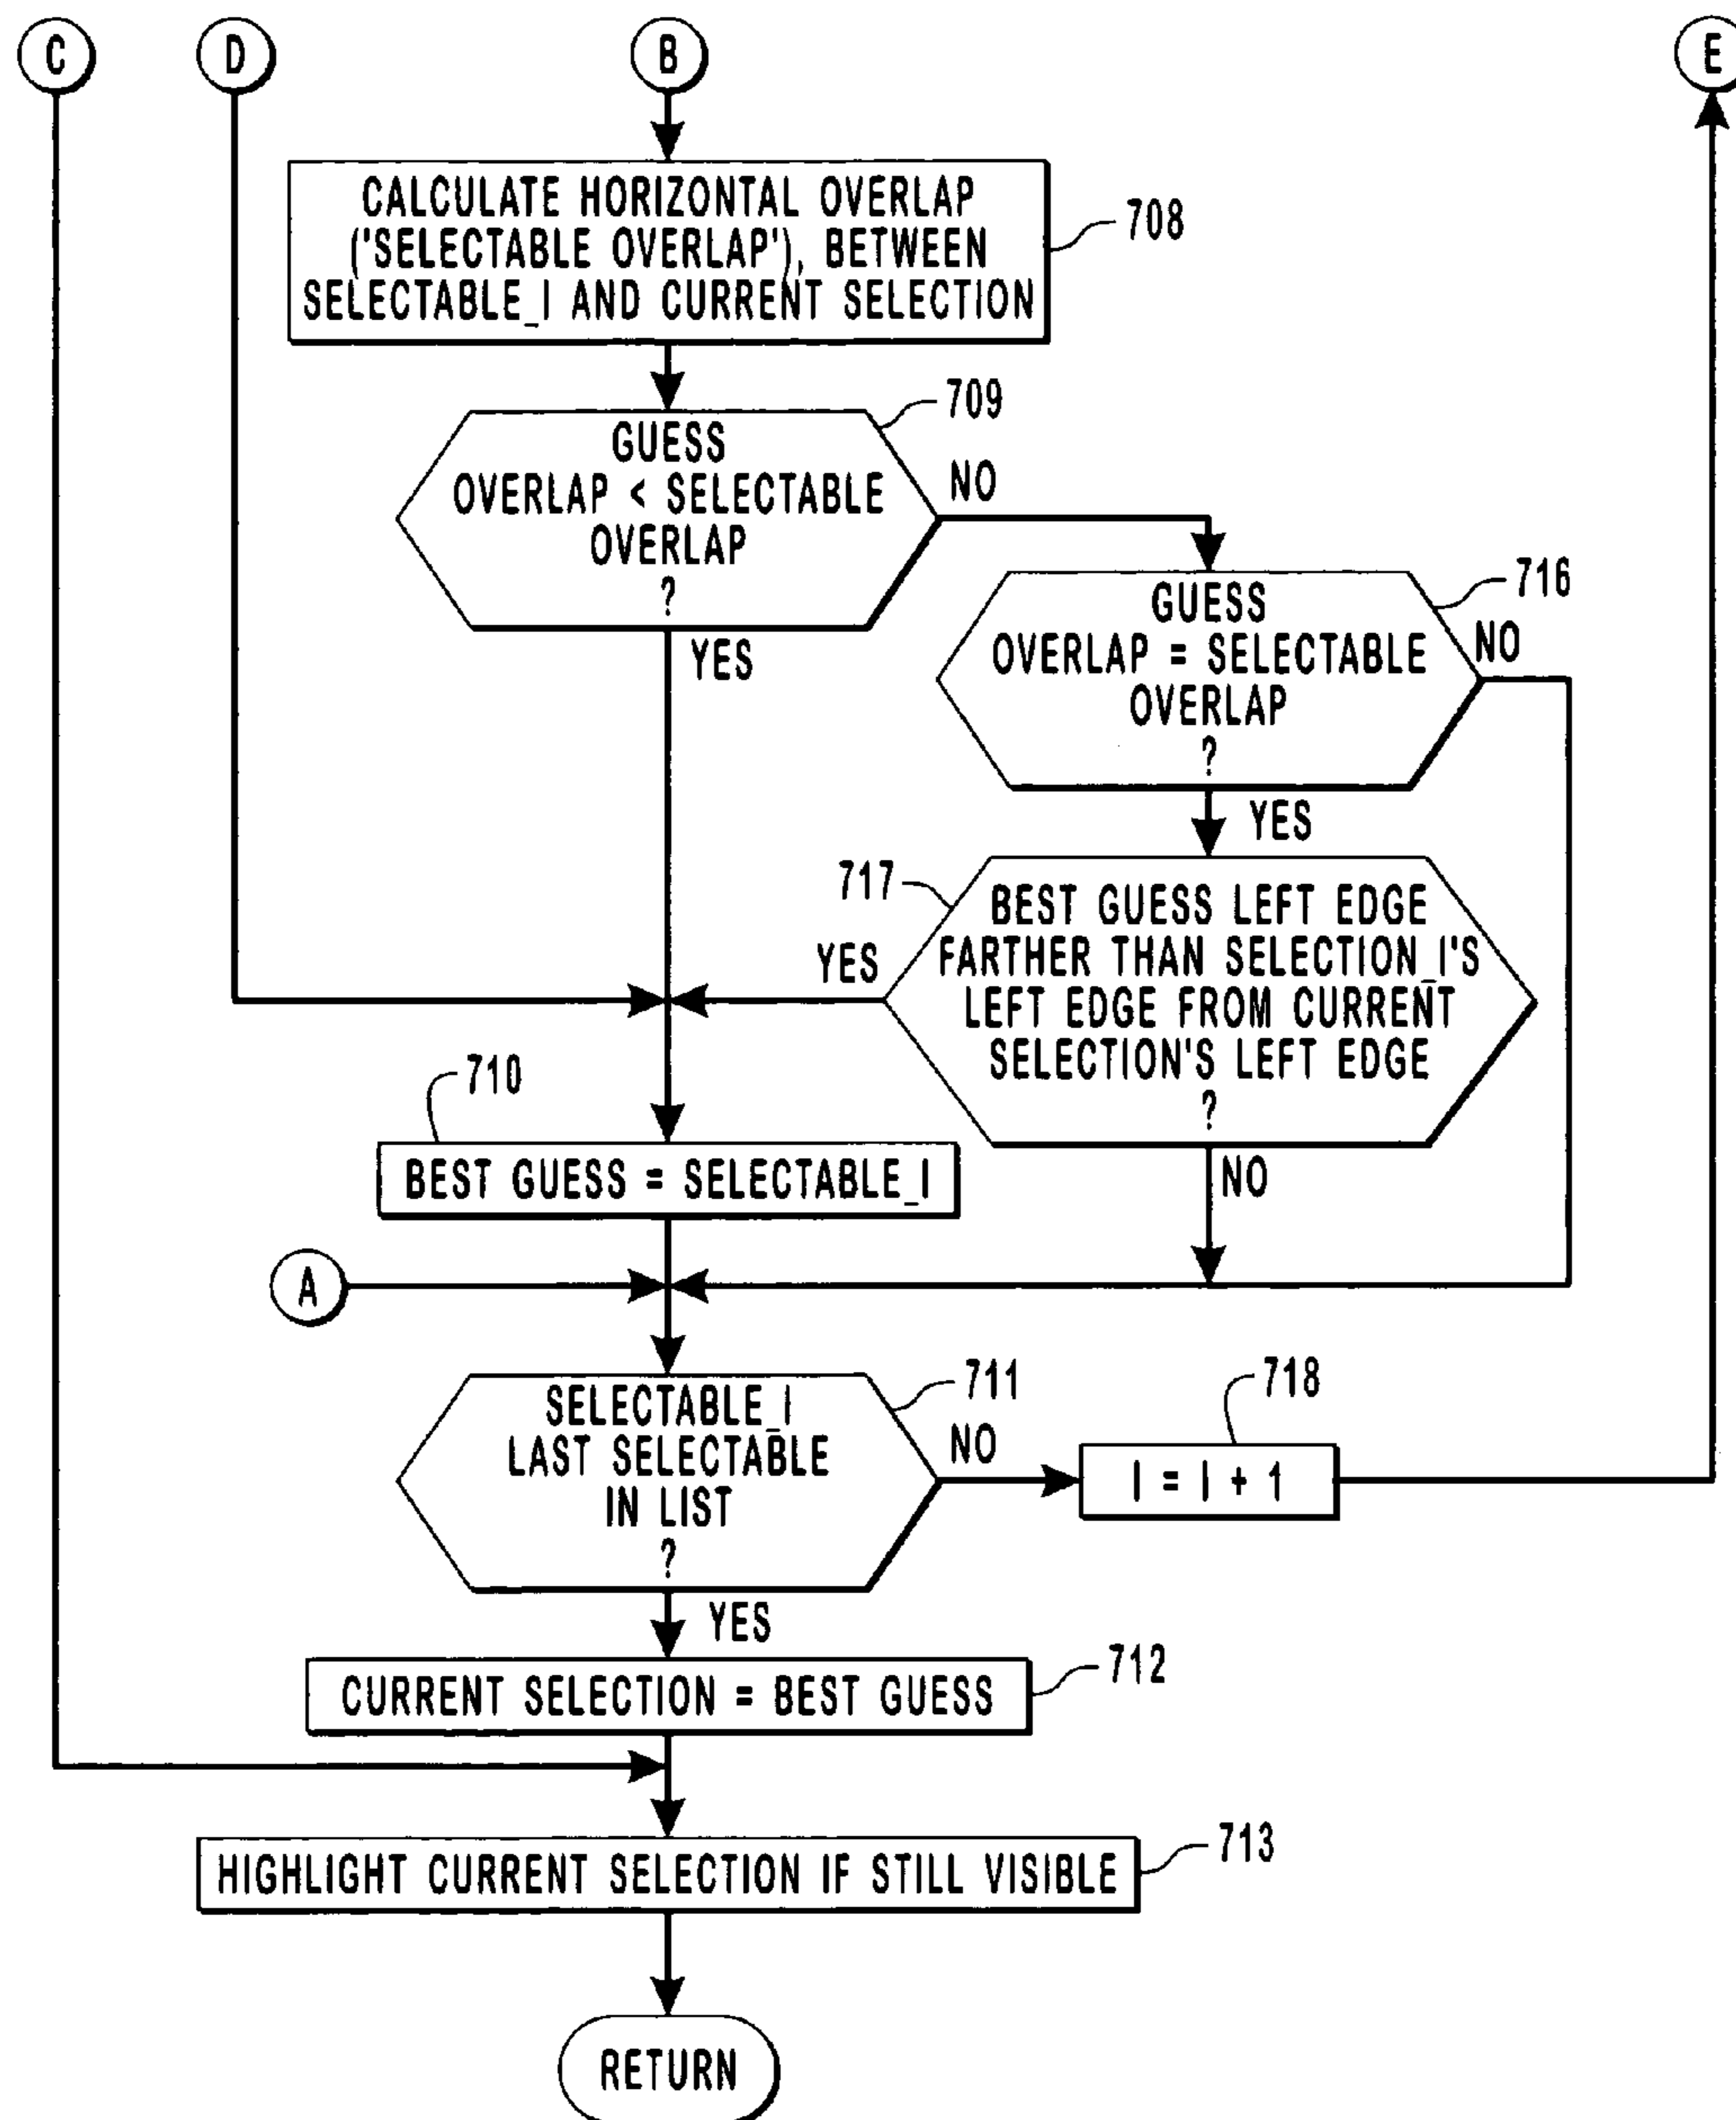 C
D
B
E
CALCULATE HORIZONTAL OVERLAP
('SELECTABLE OVERLAP'), BETWEEN
SELECTABLE_I AND CURRENT SELECTION
708
709
GUESS
OVERLAP < SELECTABLE
OVERLAP
?
NO
YES
716
GUESS
OVERLAP = SELECTABLE
OVERLAP
?
NO
YES
717
BEST GUESS LEFT EDGE
FARTHER THAN SELECTION_I'S
LEFT EDGE FROM CURRENT
SELECTION'S LEFT EDGE
?
YES
NO
710
BEST GUESS = SELECTABLE_I
A
711
SELECTABLE_I
LAST SELECTABLE
IN LIST
?
NO
718
I = I + 1
YES
712
CURRENT SELECTION = BEST GUESS
713
HIGHLIGHT CURRENT SELECTION IF STILL VISIBLE
RETURN